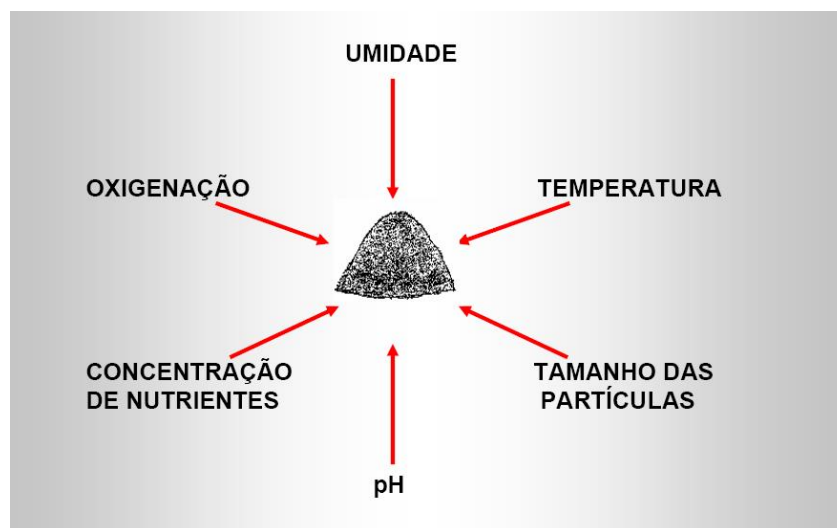 UMIDADE
OXIGENAÇÃO
TEMPERATURA
CONCENTRAÇÃO
DE NUTRIENTES
TAMANHO DAS
PARTÍCULAS
pH